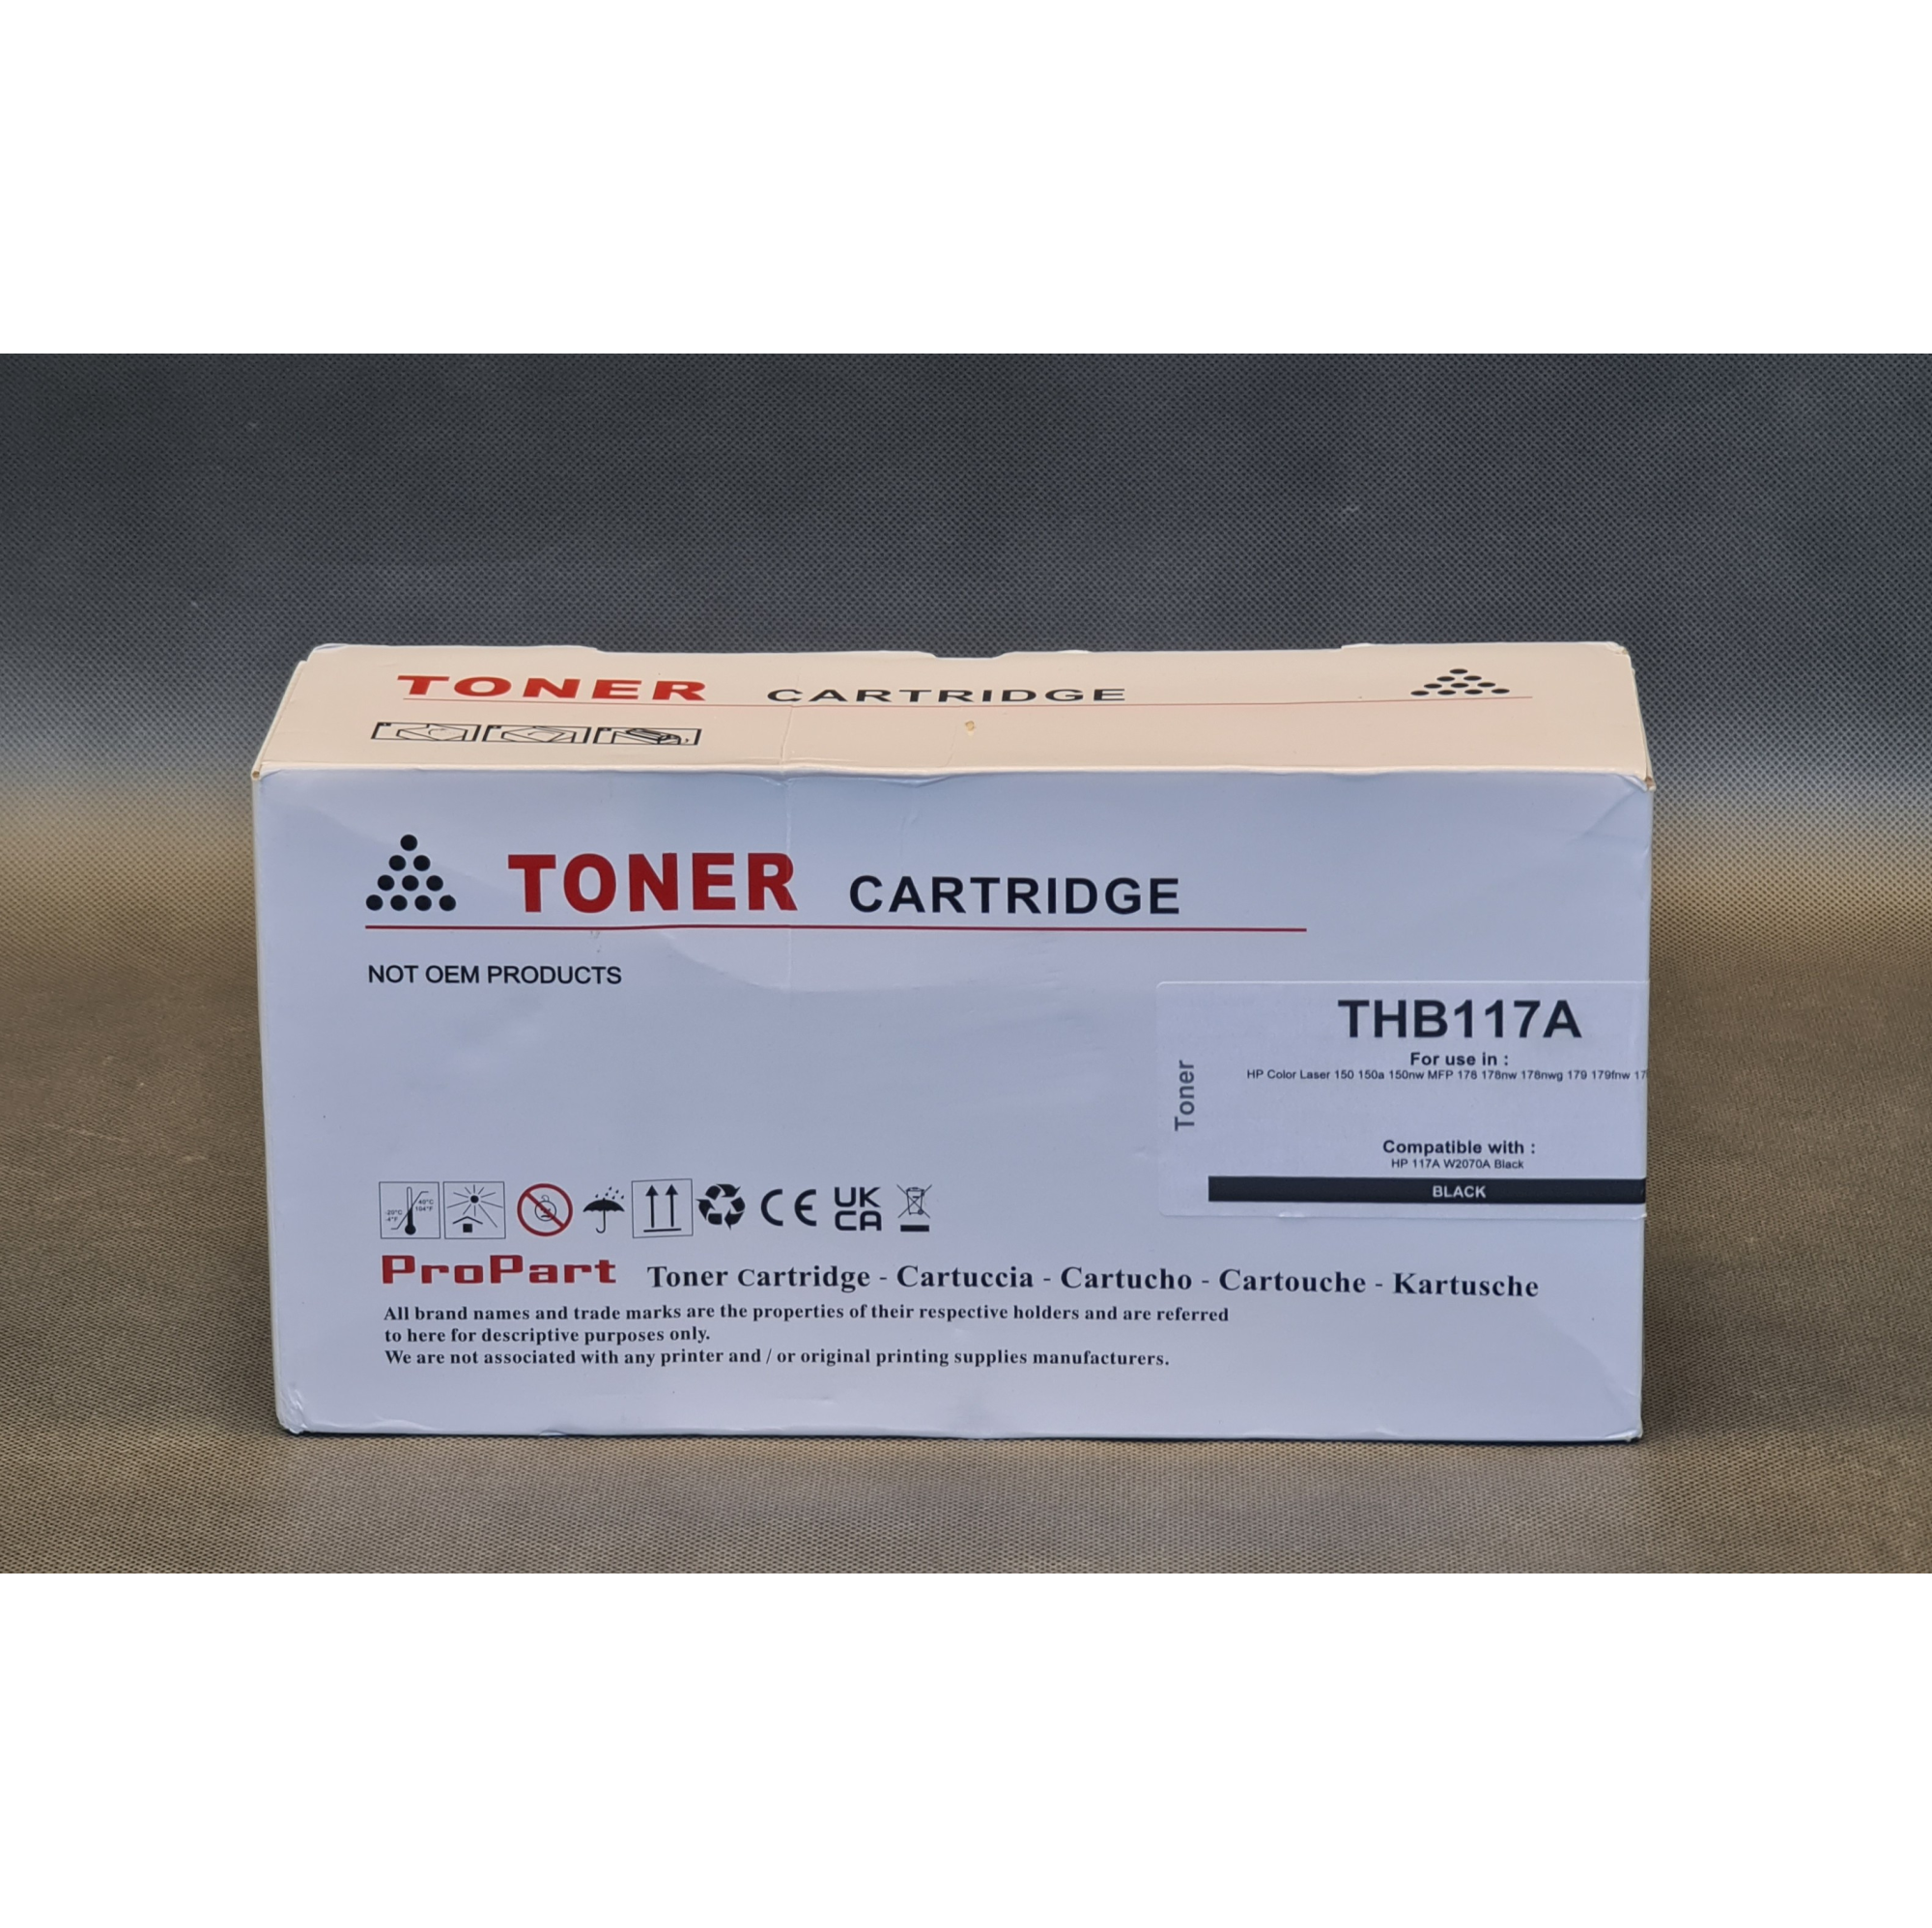 TONER CARTRIDGE
TONER CARTRIDGE
NOT OEM PRODUCTS
THB117A
For use in :
HP Color Laser 150 150a 150nw MFP 178 178nw 178nwg 179 179fnw
Toner
Compatible with :
HP 117A W2070A Black
BLACK
-20°C
-4°F
40°C
104°F
CE
UK
CA
ProPart Toner Cartridge - Cartuccia - Cartucho - Cartouche - Kartusche
All brand names and trade marks are the properties of their respective holders and are referred
to here for descriptive purposes only.
We are not associated with any printer and / or original printing supplies manufacturers.